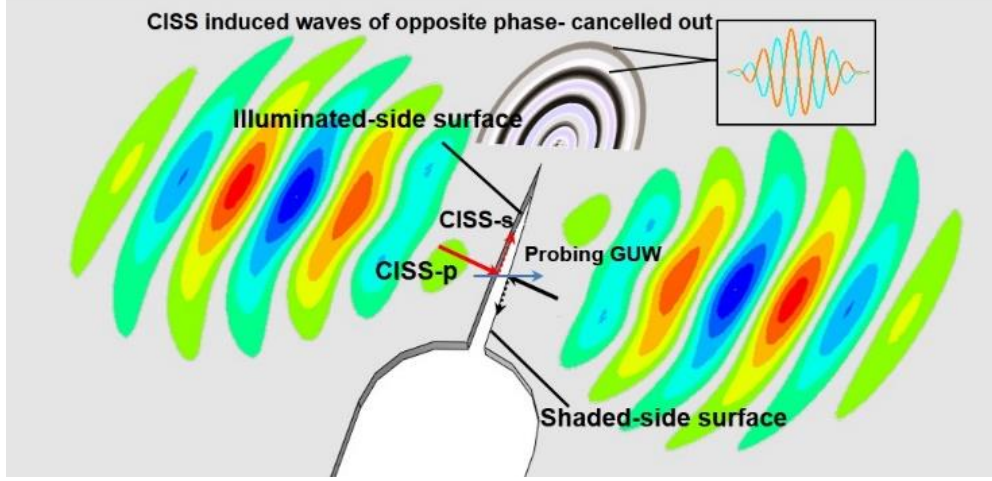 CISS induced waves of opposite phase- cancelled out
Illuminated-side surface
CISS-s
Probing GUW
CISS-p
Shaded-side surface